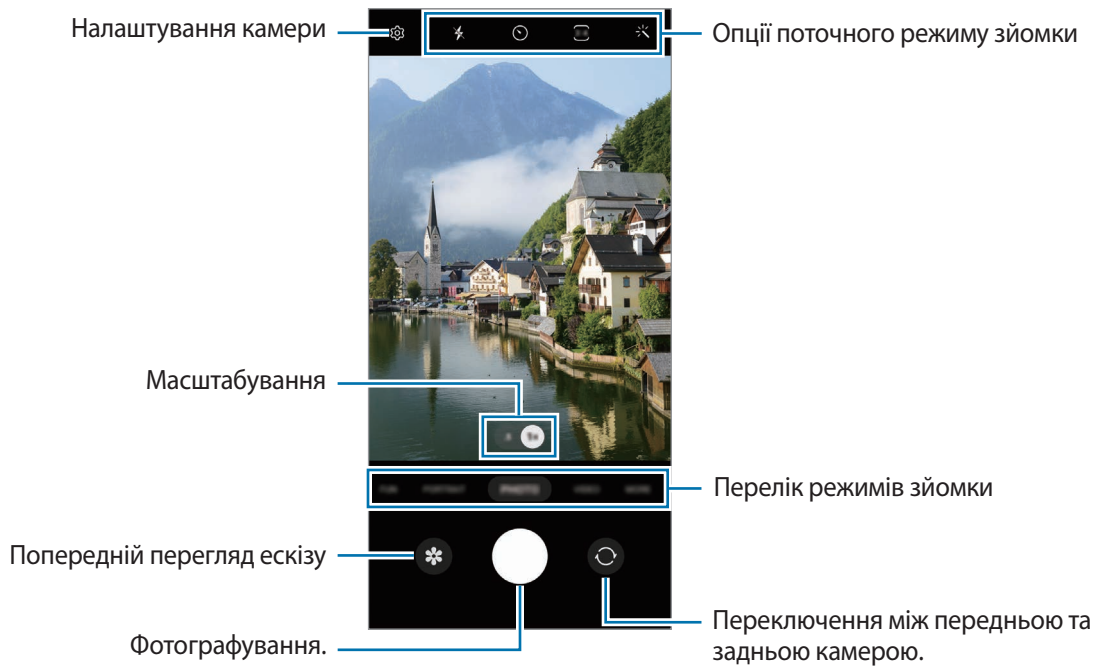 Налаштування камери
Опції поточного режиму зйомки
Масштабування
Перелік режимів зйомки
Попередній перегляд ескізу
Фотографування.
Переключення між передньою та
задньою камерою.